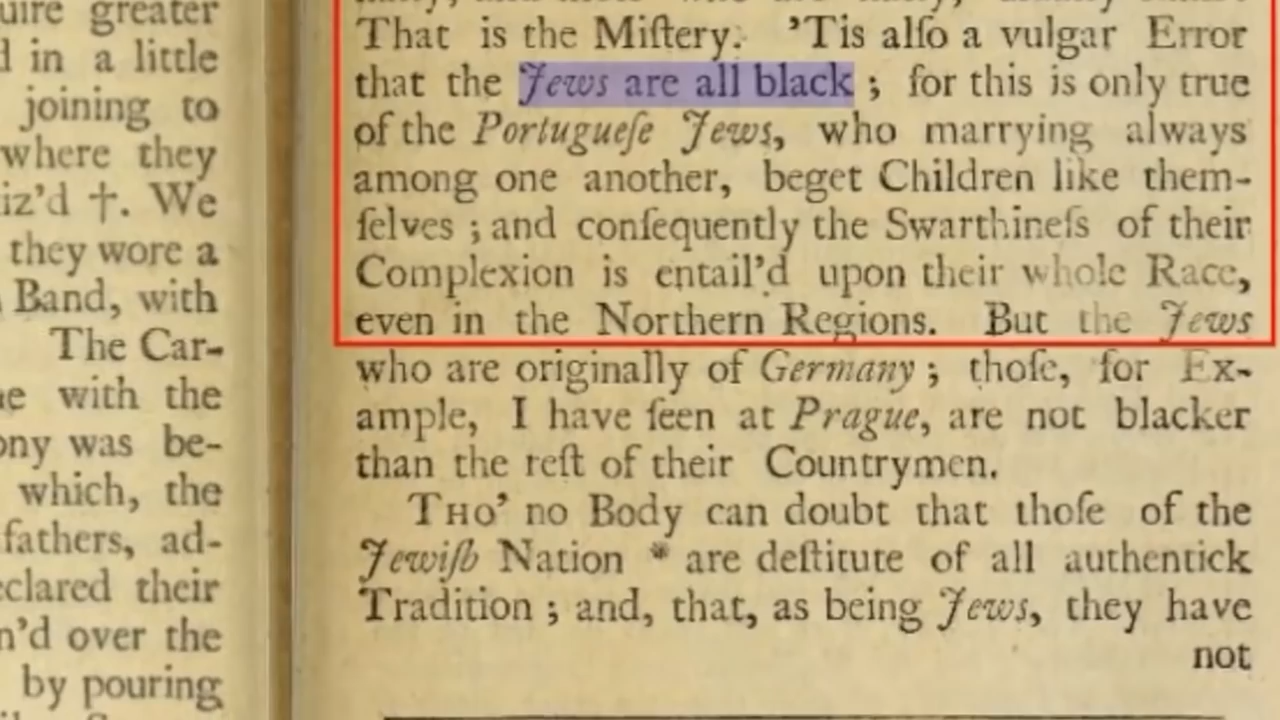 uire greater
d in a little
joining to
where they
iz'd †. We
they wore a
Band, with
The Car-
e with the
ony was be-
which, the
fathers, ad-
eclared their
n'd over the
by pouring
That is the Miſtery. 'Tis alſo a vulgar Error
that the Jews are all black ; for this is only true
of the Portugueſe Jews, who marrying always
among one another, beget Children like them-
ſelves ; and conſequently the Swarthineſs of their
Complexion is entail'd upon their whole Race,
even in the Northern Regions. But the Jews
who are originally of Germany ; thoſe, for Ex-
ample, I have ſeen at Prague, are not blacker
than the reſt of their Countrymen.
THO' no Body can doubt that thoſe of the
Jewiſh Nation * are deſtitute of all authentick
Tradition ; and, that, as being Jews, they have
not